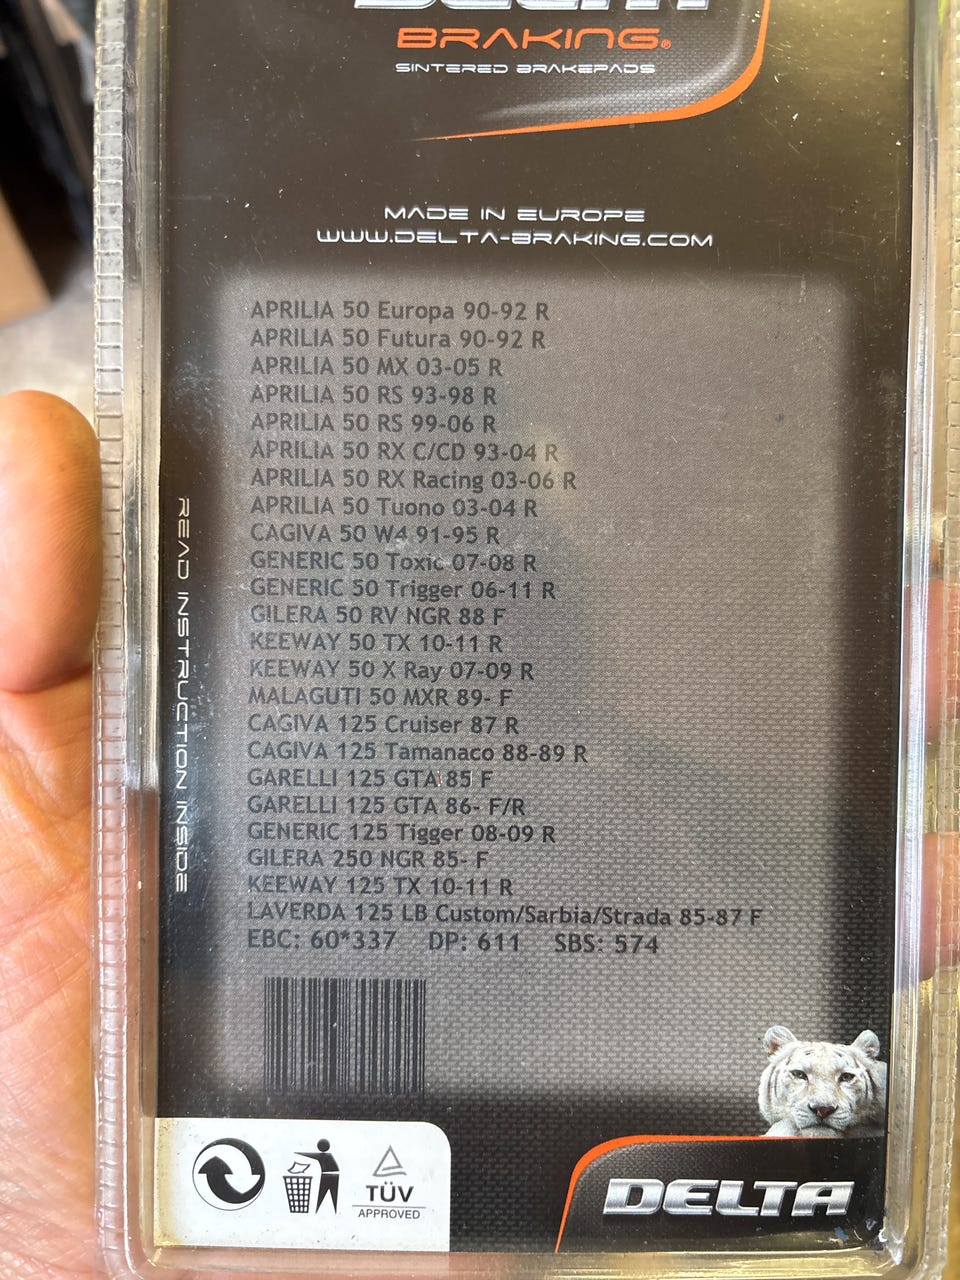 DELTA
BRAKING®
SINTERED BRAKEPADS
MADE IN EUROPE
WWW.DELTA-BRAKING.COM
APRILIA 50 Europa 90-92 R
APRILIA 50 Futura 90-92 R
APRILIA 50 MX 03-05 R
APRILIA 50 RS 93-98 R
APRILIA 50 RS 99-06 R
APRILIA 50 RX C/CD 93-04 R
APRILIA 50 RX Racing 03-06 R
APRILIA 50 Tuono 03-04 R
CAGIVA 50 W4 91-95 R
GENERIC 50 Toxic 07-08 R
GENERIC 50 Trigger 06-11 R
GILERA 50 RV NGR 88 F
KEEWAY 50 TX 10-11 R
KEEWAY 50 X Ray 07-09 R
MALAGUTI 50 MXR 89- F
CAGIVA 125 Cruiser 87 R
CAGIVA 125 Tamanaco 88-89 R
GARELLI 125 GTA 85 F
GARELLI 125 GTA 86- F/R
GENERIC 125 Tigger 08-09 R
GILERA 250 NGR 85- F
KEEWAY 125 TX 10-11 R
LAVERDA 125 LB Custom/Sarbia/Strada 85-87 F
EBC: 60*337 DP: 611 SBS: 574
READ INSTRUCTION INSIDE
TÜV
APPROVED
DELTA